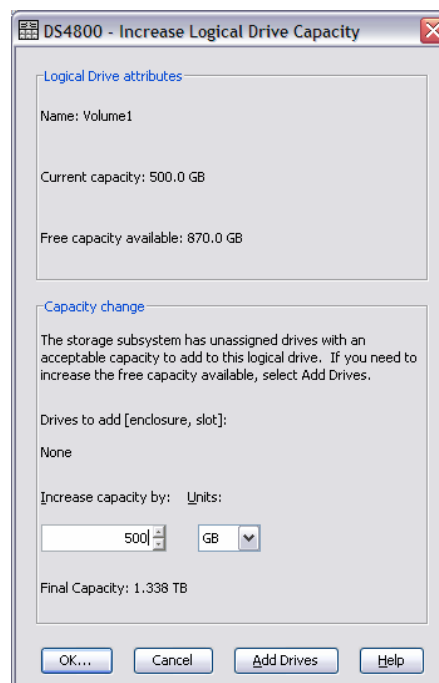 DS4800 - Increase Logical Drive Capacity
Logical Drive attributes
Name: Volume1
Current capacity: 500.0 GB
Free capacity available: 870.0 GB
Capacity change
The storage subsystem has unassigned drives with an
acceptable capacity to add to this logical drive. If you need to
increase the free capacity available, select Add Drives.
Drives to add [enclosure, slot]:
None
Increase capacity by: Units:
500 GB
Final Capacity: 1.338 TB
OK... Cancel Add Drives Help